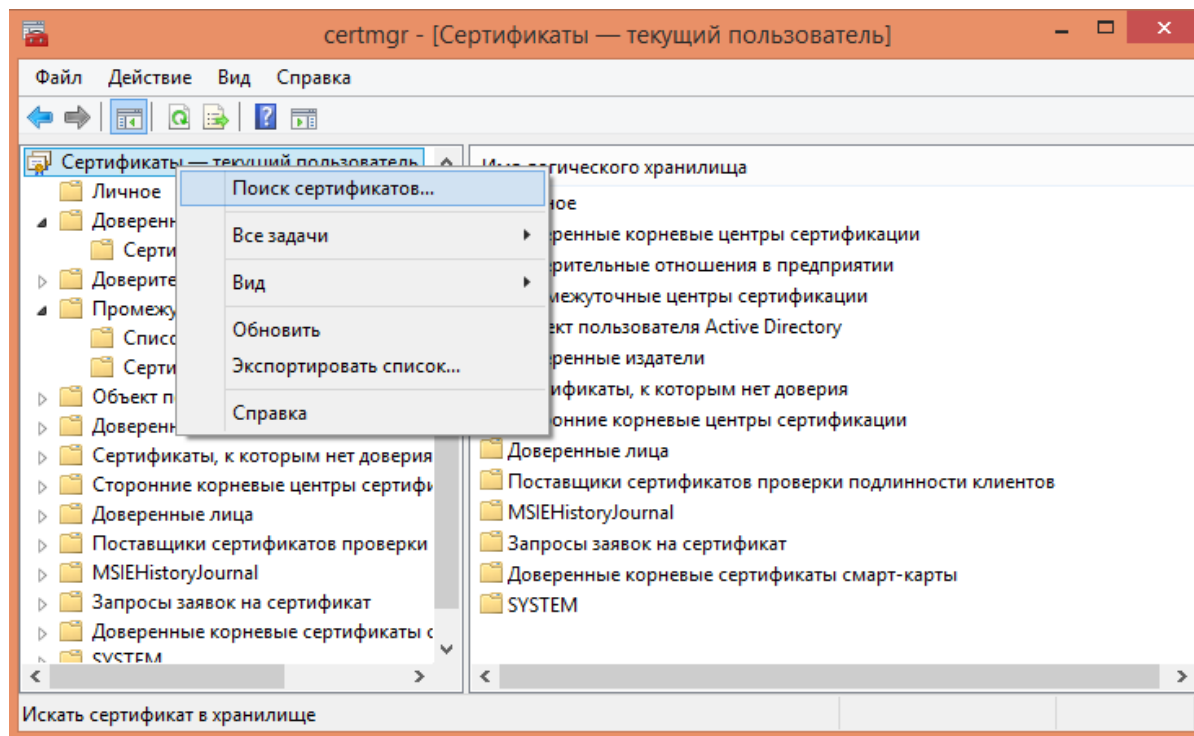 certmgr - [Сертификаты — текущий пользователь]
Файл Действие Вид Справка
Сертификаты — текущий пользователь
Личное
Доверенн
Серти
Доверите
Промежу
Списо
Серти
Объект п
Доверенн
Сертификаты, к которым нет доверия
Сторонние корневые центры сертифи
Доверенные лица
Поставщики сертификатов проверки
MSIEHistoryJournal
Запросы заявок на сертификат
Доверенные корневые сертификаты с
SYSTEM
Поиск сертификатов...
Все задачи
Вид
Обновить
Экспортировать список...
Справка
Имя логического хранилища
ное
ренные корневые центры сертификации
рительные отношения в предприятии
межуточные центры сертификации
ект пользователя Active Directory
ренные издатели
ификаты, к которым нет доверия
онние корневые центры сертификации
Доверенные лица
Поставщики сертификатов проверки подлинности клиентов
MSIEHistoryJournal
Запросы заявок на сертификат
Доверенные корневые сертификаты смарт-карты
SYSTEM
Искать сертификат в хранилище